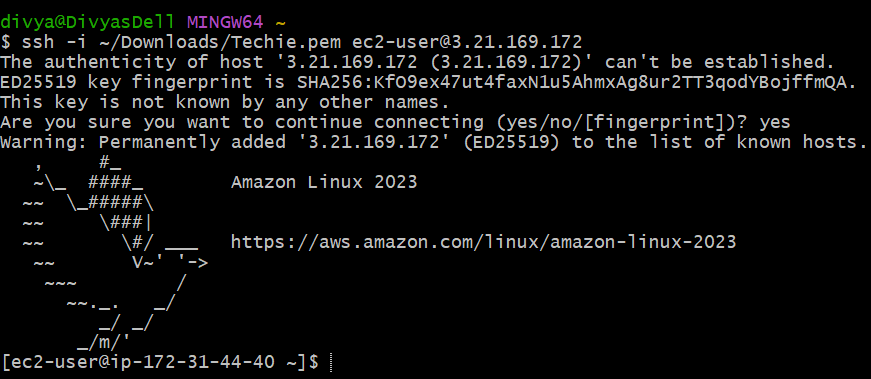 divya@DivyasDell MINGW64 ~
$ ssh -i ~/Downloads/Techie.pem ec2-user@3.21.169.172
The authenticity of host '3.21.169.172 (3.21.169.172)' can't be established.
ED25519 key fingerprint is SHA256:KfO9ex47ut4faxN1u5AhmxAg8ur2TT3qodYBojffmQA.
This key is not known by any other names.
Are you sure you want to continue connecting (yes/no/[fingerprint])? yes
Warning: Permanently added '3.21.169.172' (ED25519) to the list of known hosts.
   ,     #_
   ~\_  ####_        Amazon Linux 2023
  ~~  \_#####\
  ~~     \###|
  ~~       \#/ ___   https://aws.amazon.com/linux/amazon-linux-2023
   ~~       V~' '->
    ~~~         /
      ~~._.   _/
         _/ _/
       _/m/'
[ec2-user@ip-172-31-44-40 ~]$